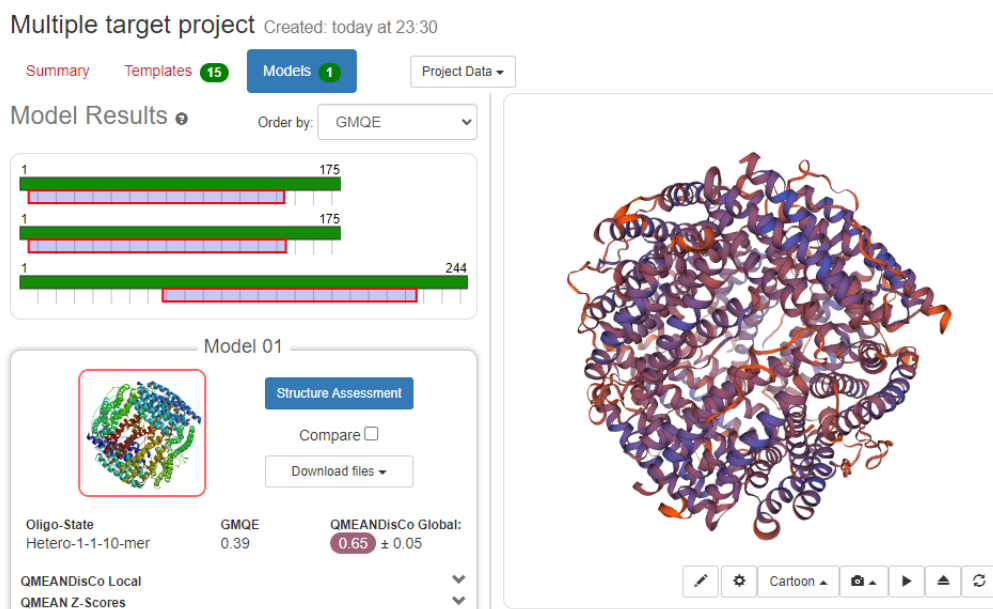 Multiple target project Created: today at 23:30
Summary Templates 15 Models 1 Project Data
Model Results Order by: GMQE
1 175
1 175
1 244
Model 01
Structure Assessment
Compare
Download files
Oligo-State GMQE QMEANDisCo Global:
Hetero-1-1-10-mer 0.39 0.65 ± 0.05
QMEANDisCo Local
QMEAN Z-Scores
Cartoon